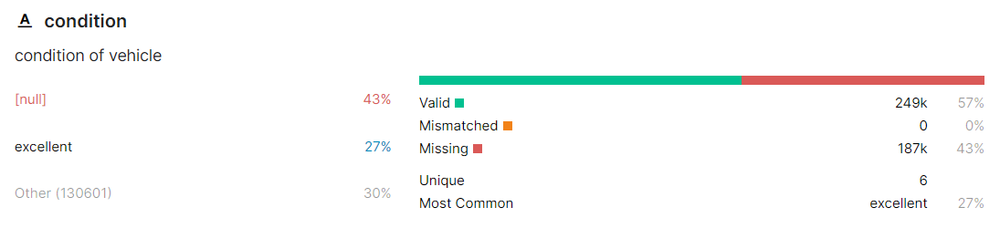 A condition
condition of vehicle
[null] 43%
excellent 27%
Other (130601) 30%
Valid 249k 57%
Mismatched 0 0%
Missing 187k 43%
Unique 6
Most Common excellent 27%